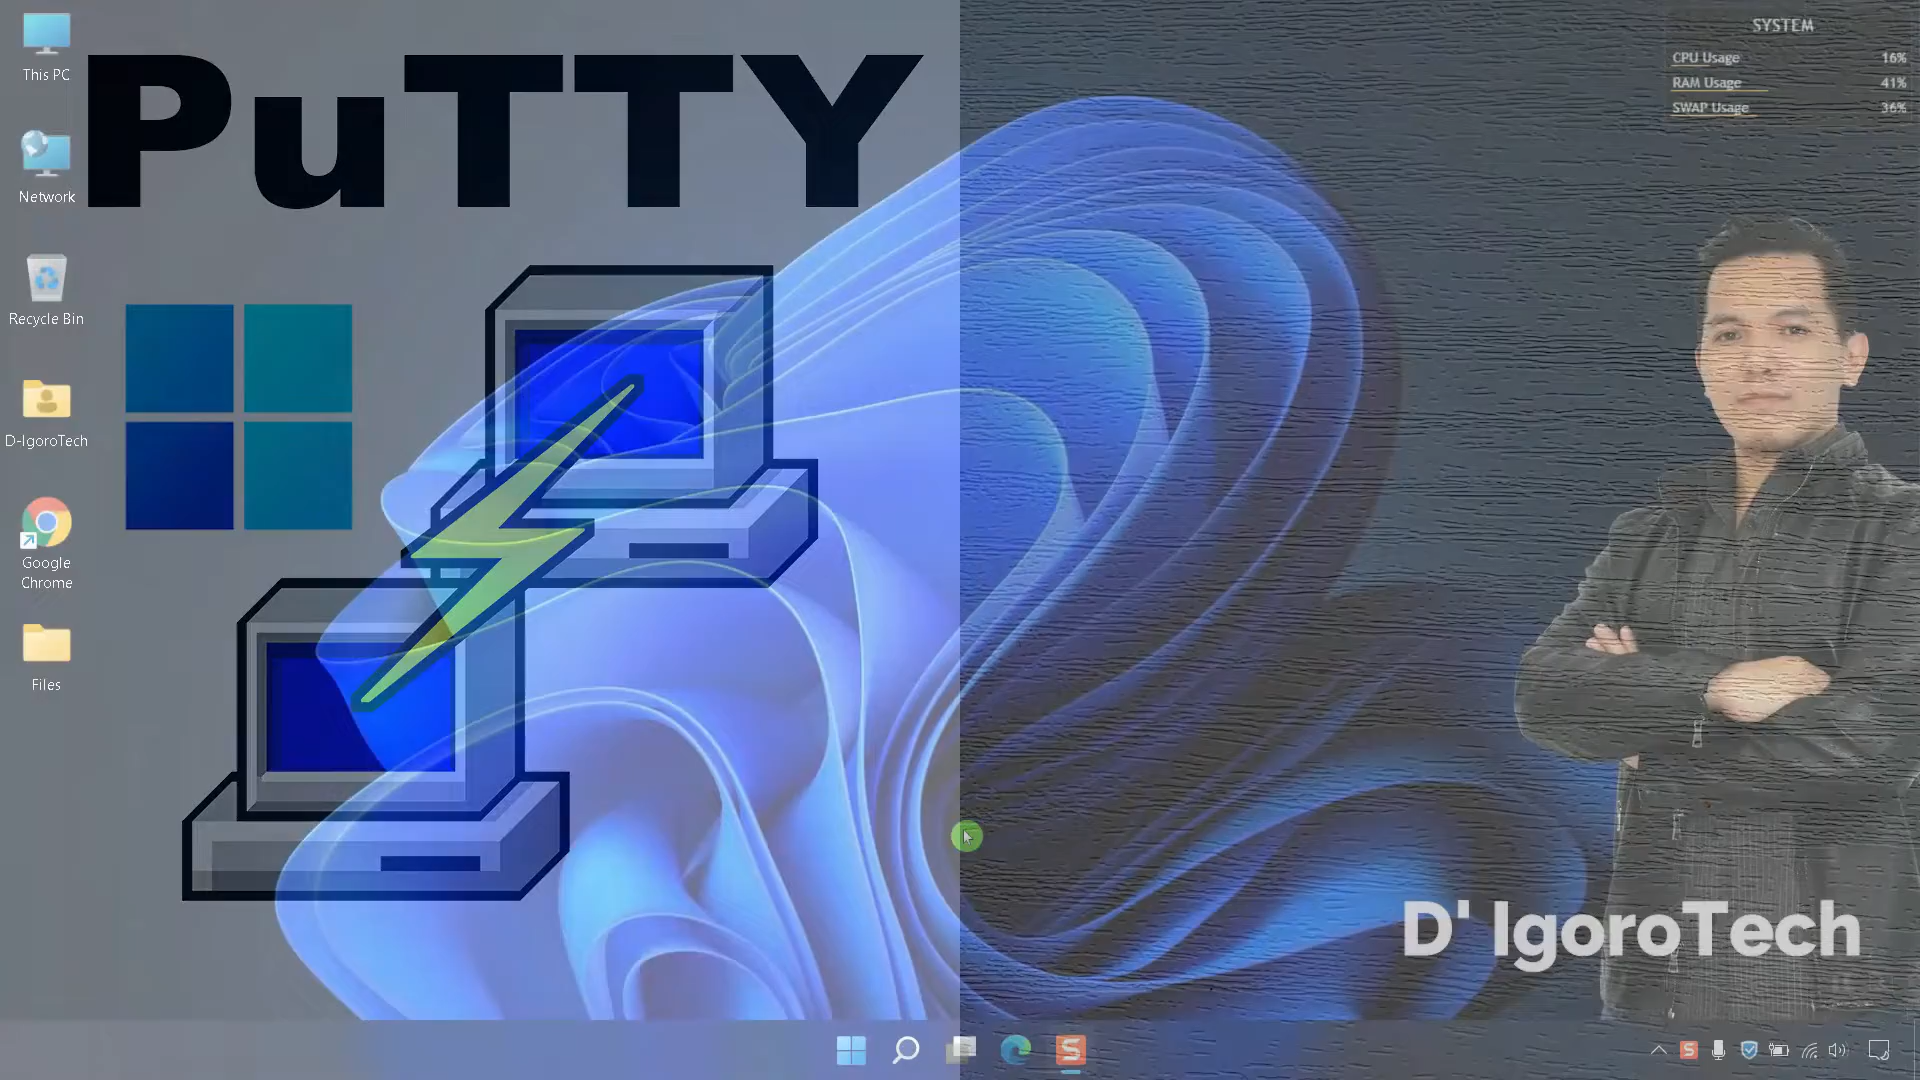 PuTTY
This PC
Network
Recycle Bin
D-IgoroTech
Google
Chrome
Files
SYSTEM
CPU Usage 16%
RAM Usage 41%
SWAP Usage 36%
D' IgoroTech